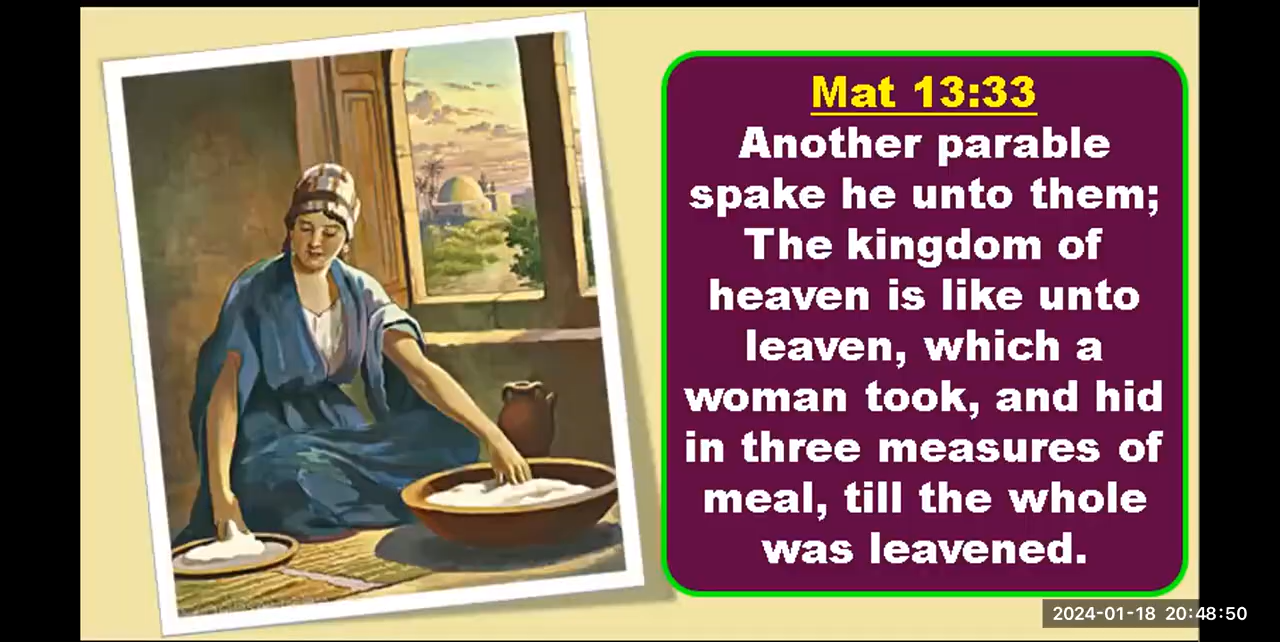 Mat 13:33
Another parable
spake he unto them;
The kingdom of
heaven is like unto
leaven, which a
woman took, and hid
in three measures of
meal, till the whole
was leavened.
2024-01-18 20:48:50